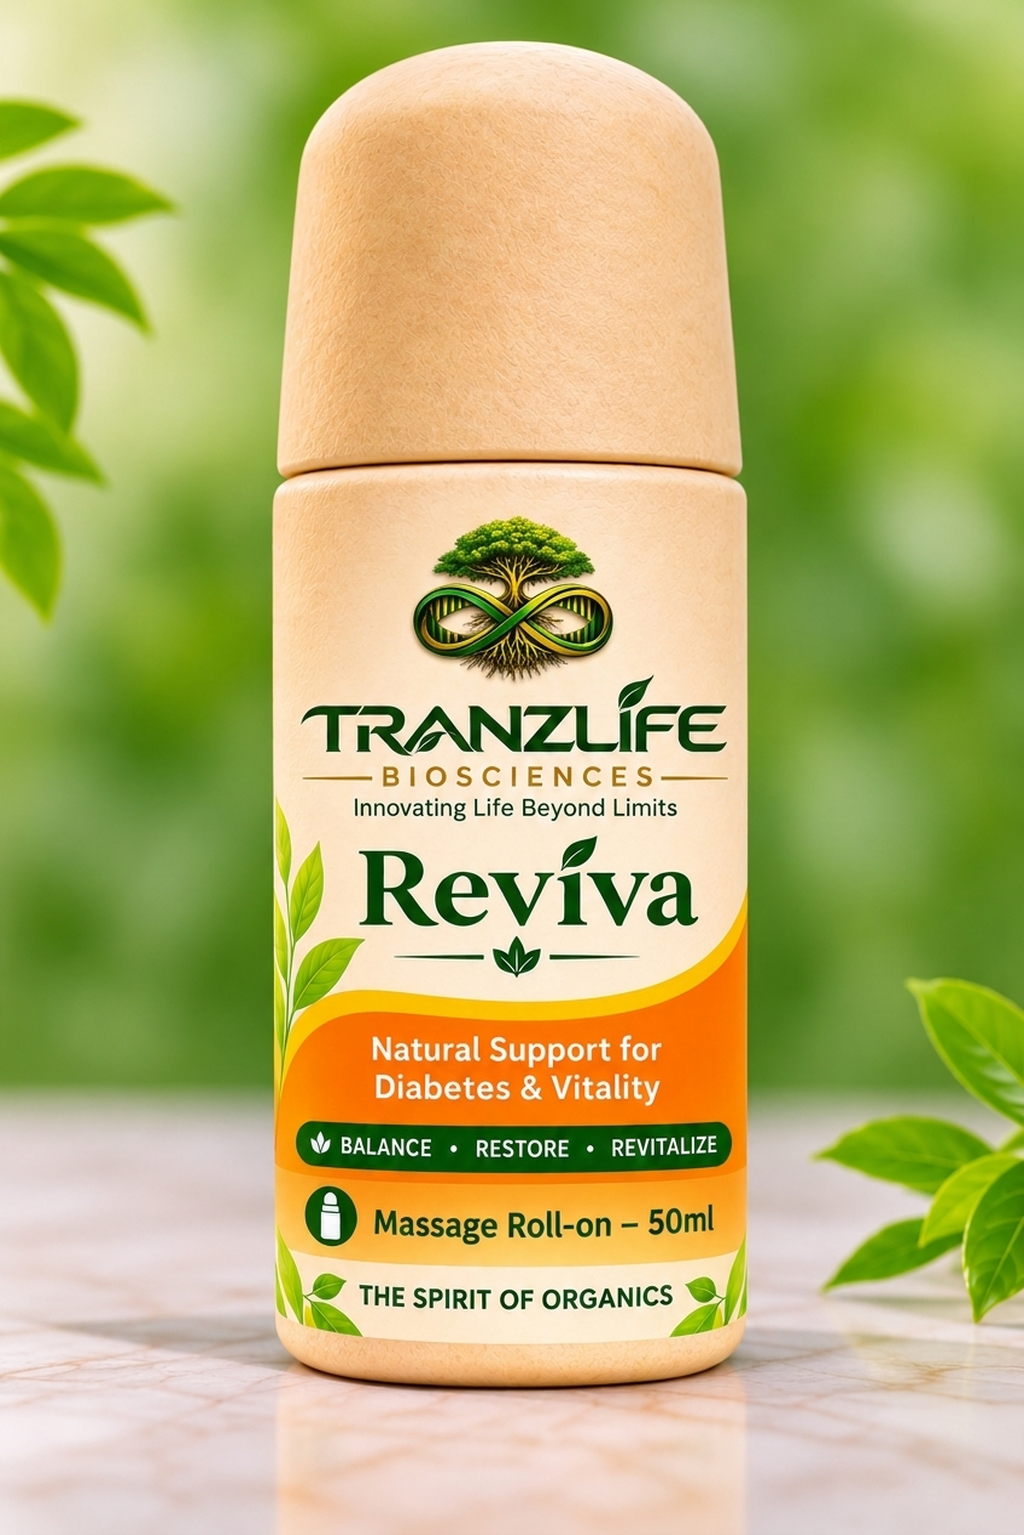 TRANZLIFE
BIOSCIENCES
Innovating Life Beyond Limits
Reviva
Natural Support for
Diabetes & Vitality
BALANCE • RESTORE • REVITALIZE
Massage Roll-on – 50ml
THE SPIRIT OF ORGANICS